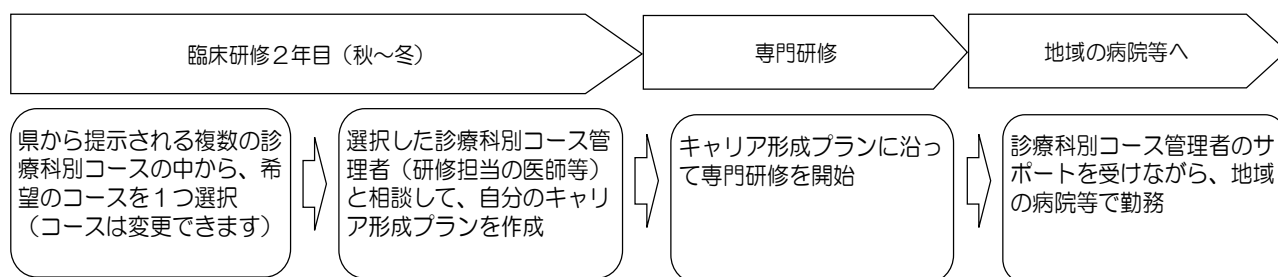 臨床研修２年目（秋～冬）
専門研修
地域の病院等へ
県から提示される複数の診
療科別コースの中から、希
望のコースを１つ選択
（コースは変更できます）
選択した診療科別コース管
理者（研修担当の医師等）
と相談して、自分のキャリ
ア形成プランを作成
キャリア形成プランに沿っ
て専門研修を開始
診療科別コース管理者のサ
ポートを受けながら、地域
の病院等で勤務